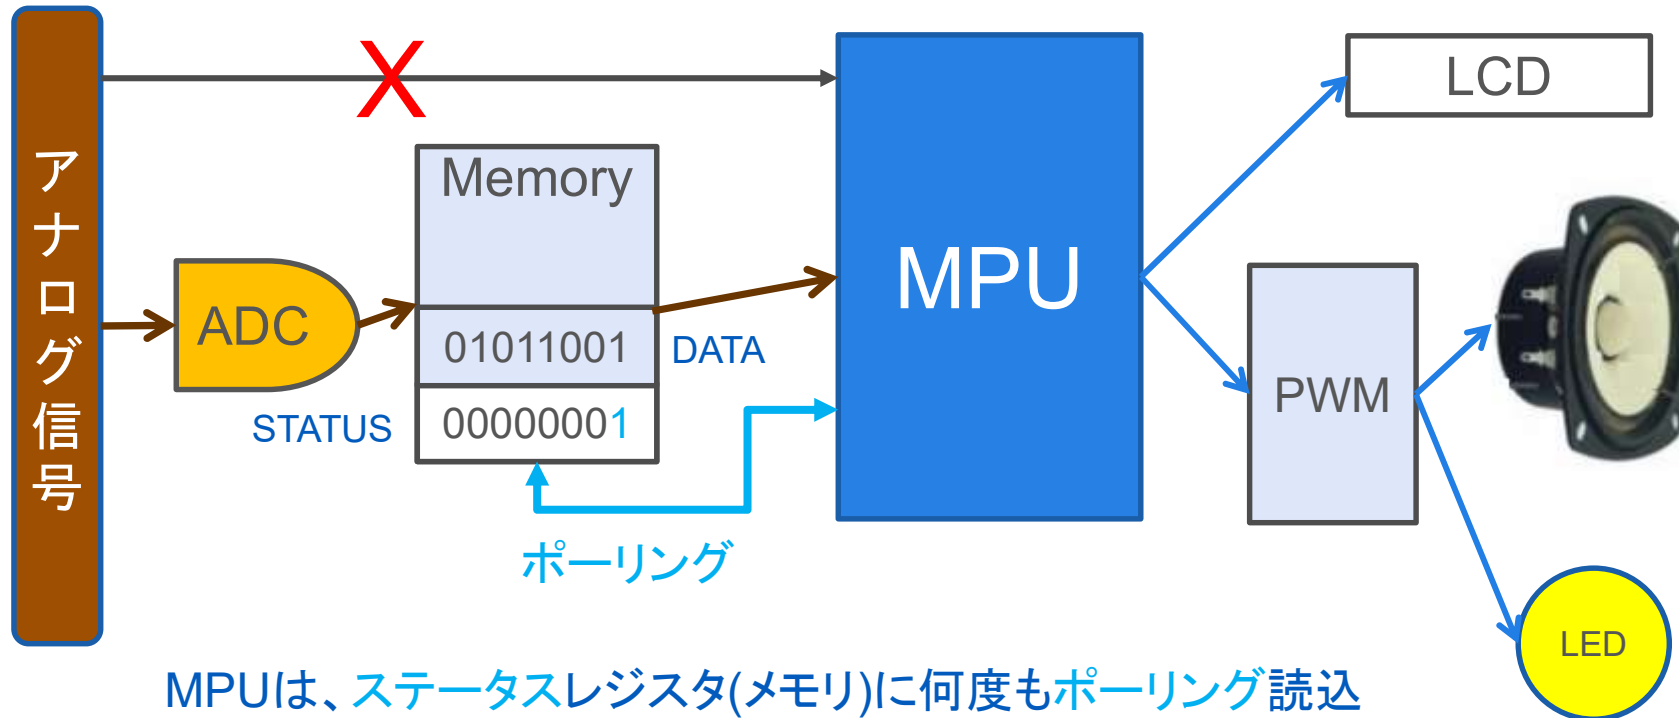 アナログ信号
X
Memory
LCD
MPU
ADC
01011001
DATA
STATUS
00000001
PWM
ポーリング
LED
MPUは、ステータスレジスタ(メモリ)に何度もポーリング読込